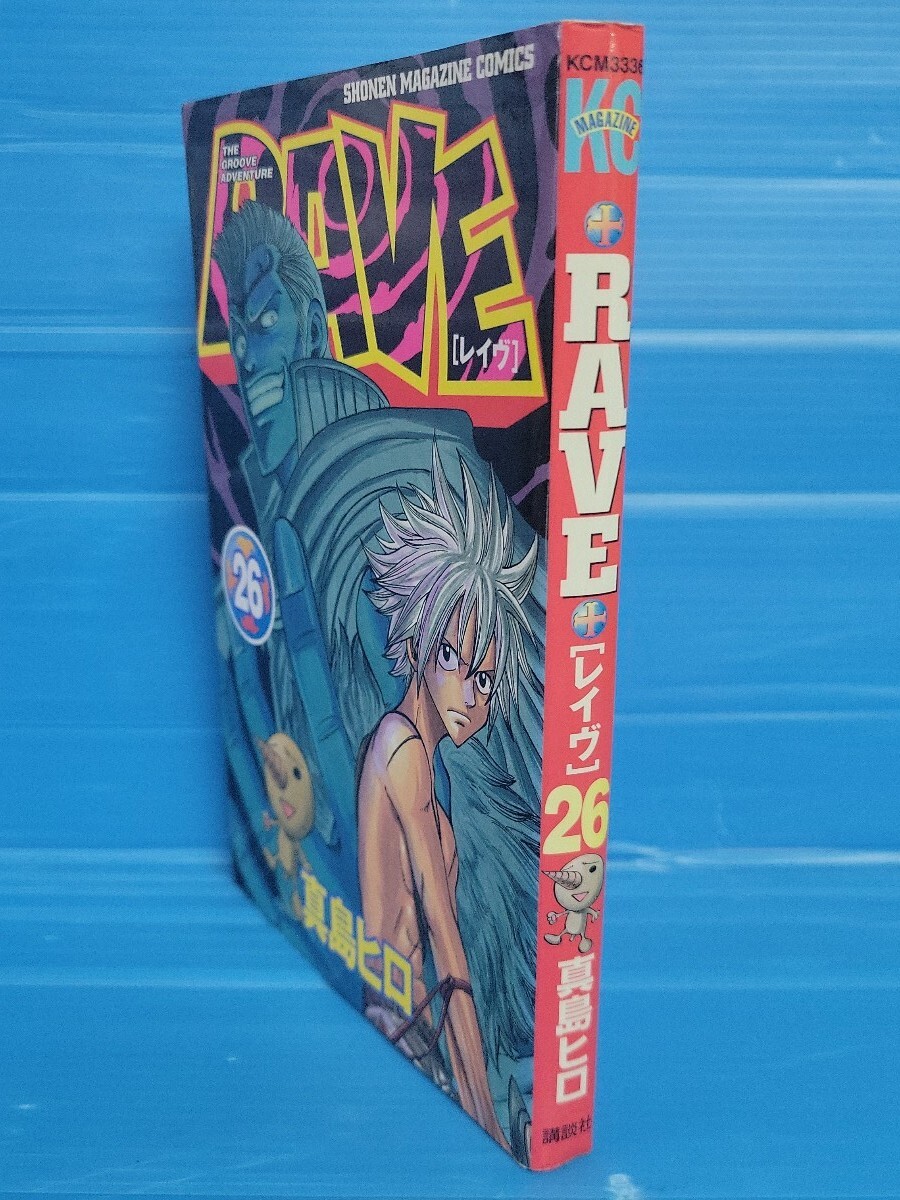 SHONEN MAGAZINE COMICS
THE
GROOVE
ADVENTURE
RAVE
[レイヴ]
26
真島ヒロ
KCM3336
KC
MAGAZINE
RAVE
[レイヴ]
26
真島ヒロ
講談社